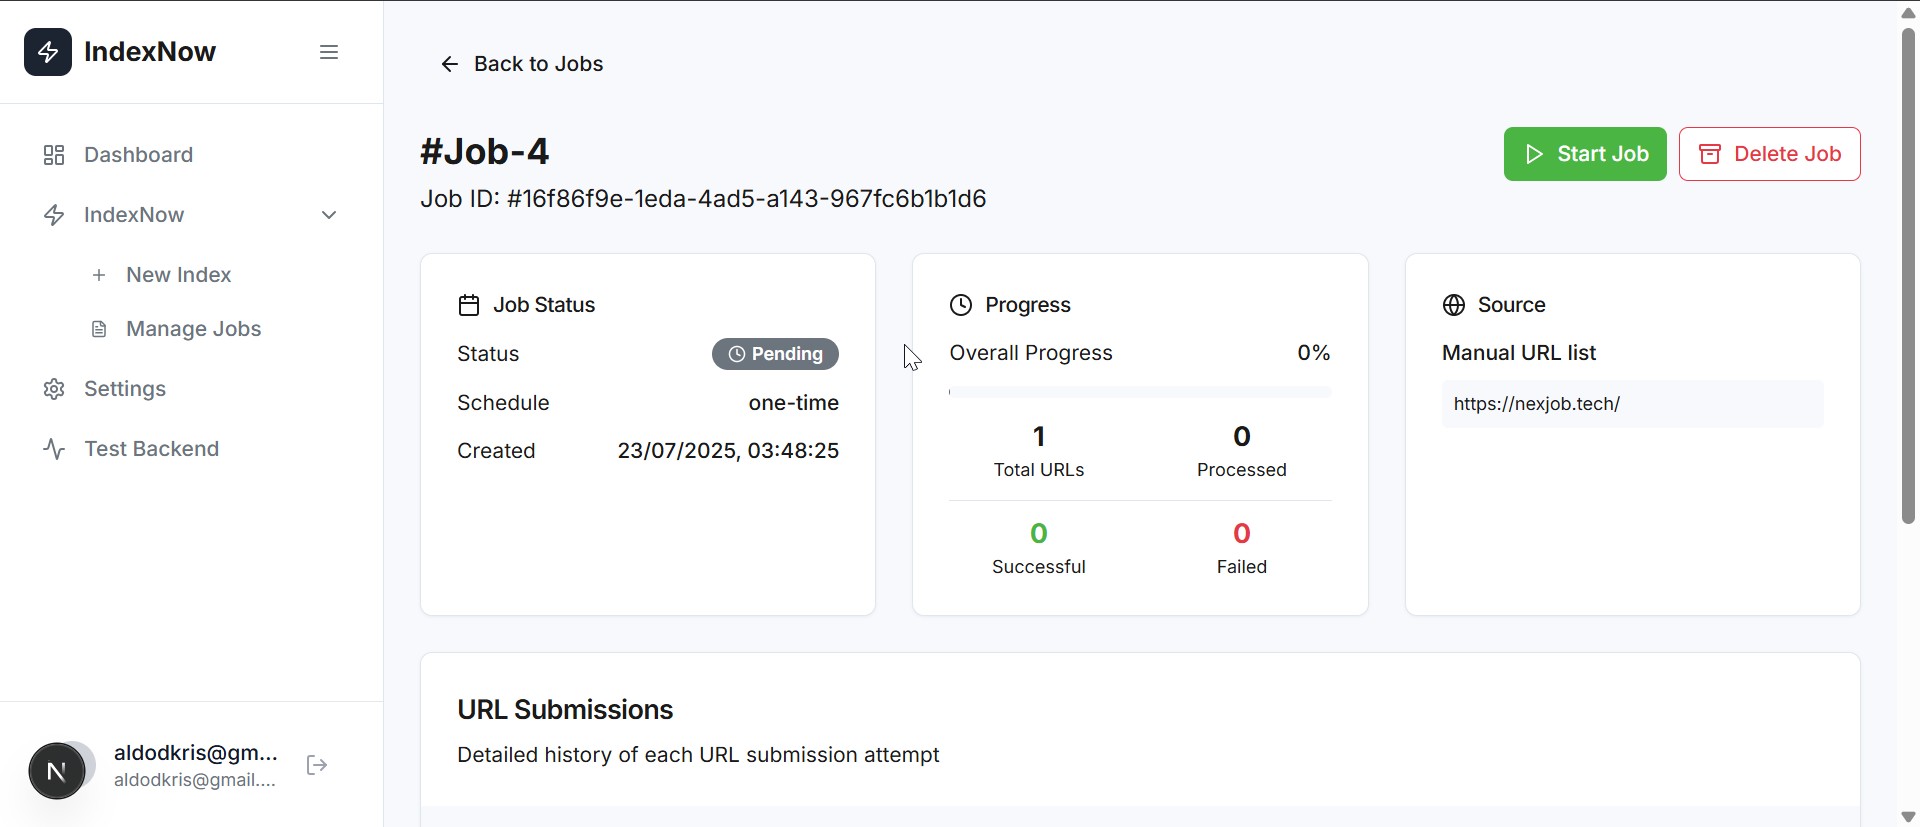 IndexNow
Dashboard
IndexNow
New Index
Manage Jobs
Settings
Test Backend
N
aldodkris@gm...
aldodkris@gmail....
Back to Jobs
#Job-4
Job ID: #16f86f9e-1eda-4ad5-a143-967fc6b1b1d6
Start Job
Delete Job
Job Status
Status Pending
Schedule one-time
Created 23/07/2025, 03:48:25
Progress
Overall Progress 0%
1 0
Total URLs Processed
0 0
Successful Failed
Source
Manual URL list
https://nexjob.tech/
URL Submissions
Detailed history of each URL submission attempt